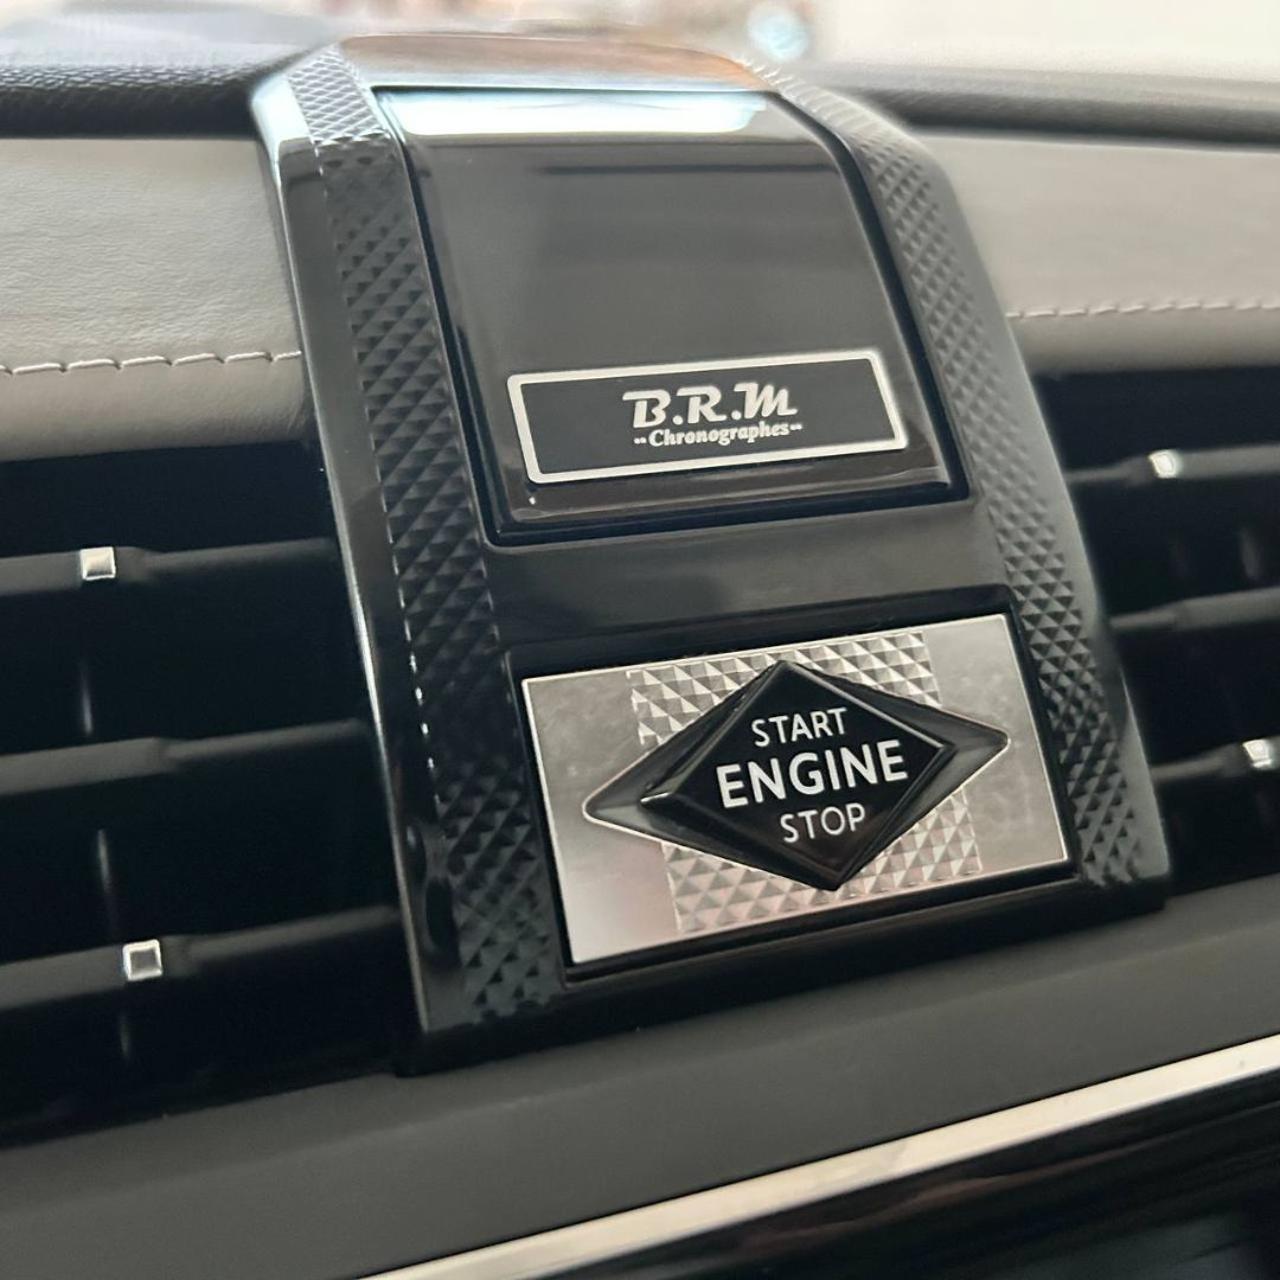 B.R.M
Chronographes
START
ENGINE
STOP